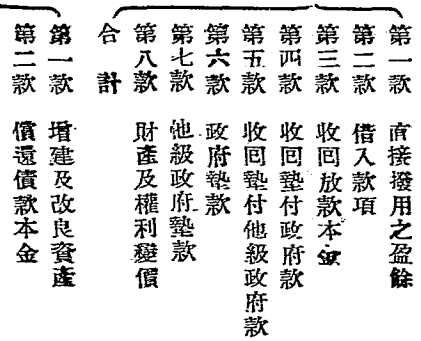 第一款 直接撥用之盈餘
第二款 借入款項
第三款 收回放款本金
第四款 收回墊付政府款
第五款 收回墊付他級政府款
第六款 政府墊款
第七款 他級政府墊款
第八款 財產及權利變價
合計
第一款 增建及改良資產
第二款 償還債款本金